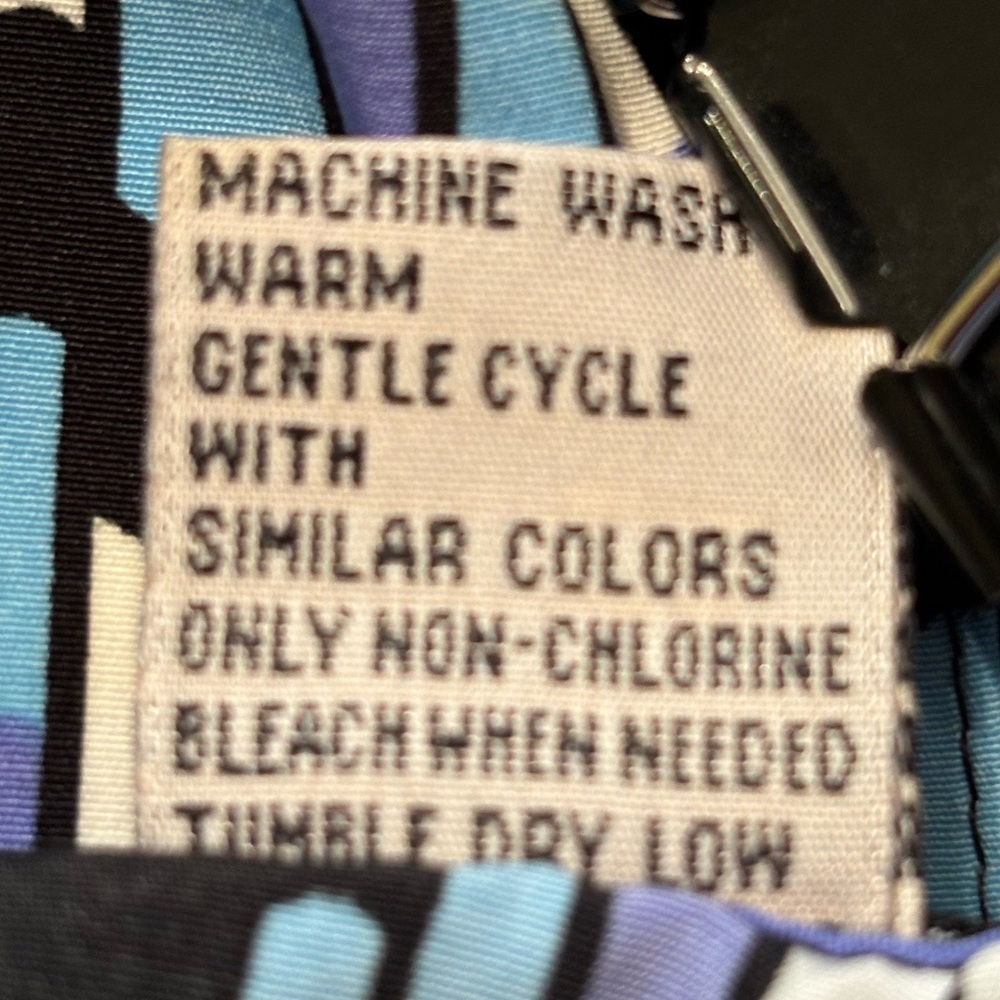 MACHINE WASH
WARM
GENTLE CYCLE
WITH
SIMILAR COLORS
ONLY NON-CHLORINE
BLEACH WHEN NEEDED
TUMBLE DRY LOW